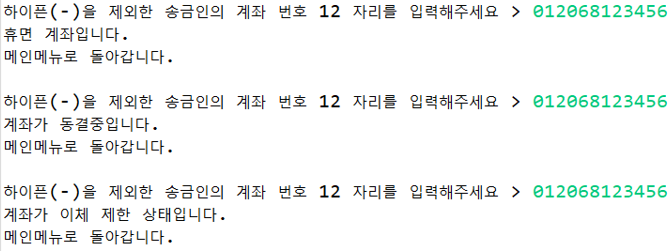 하이픈(-)을 제외한 송금인의 계좌 번호 12 자리를 입력해주세요 > 012068123456
휴면 계좌입니다.
메인메뉴로 돌아갑니다.
하이픈(-)을 제외한 송금인의 계좌 번호 12 자리를 입력해주세요 > 012068123456
계좌가 동결중입니다.
메인메뉴로 돌아갑니다.
하이픈(-)을 제외한 송금인의 계좌 번호 12 자리를 입력해주세요 > 012068123456
계좌가 이체 제한 상태입니다.
메인메뉴로 돌아갑니다.